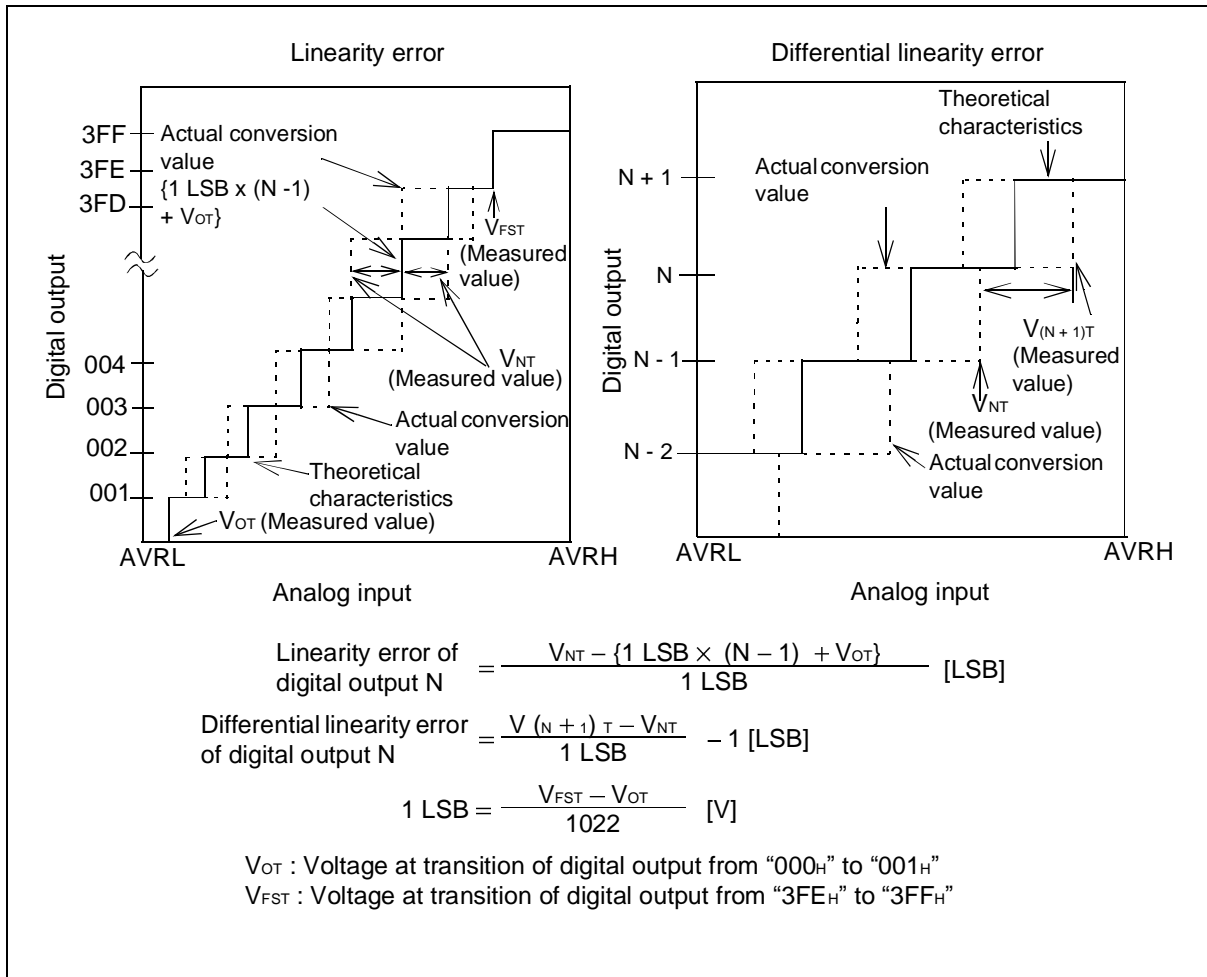 Linearity error
3FF
3FE
3FD
004
003
002
001
Digital output
Actual conversion
value
{1 LSB x (N -1)
+ VOT}
VFST
(Measured
value)
VNT
(Measured value)
Actual conversion
value
Theoretical
characteristics
VOT (Measured value)
AVRL
AVRH
Analog input
Differential linearity error
Theoretical
characteristics
Actual conversion
value
N + 1
N
N - 1
N - 2
Digital output
V(N + 1)T
(Measured
value)
VNT
(Measured value)
Actual conversion
value
AVRL
AVRH
Analog input
Linearity error of
digital output N
= VNT – {1 LSB × (N – 1) + VOT}
1 LSB
[LSB]
Differential linearity error
of digital output N
= V (N + 1) T – VNT
1 LSB
– 1 [LSB]
1 LSB = VFST – VOT
1022
[V]
VOT : Voltage at transition of digital output from “000H” to “001H”
VFST : Voltage at transition of digital output from “3FEH” to “3FFH”